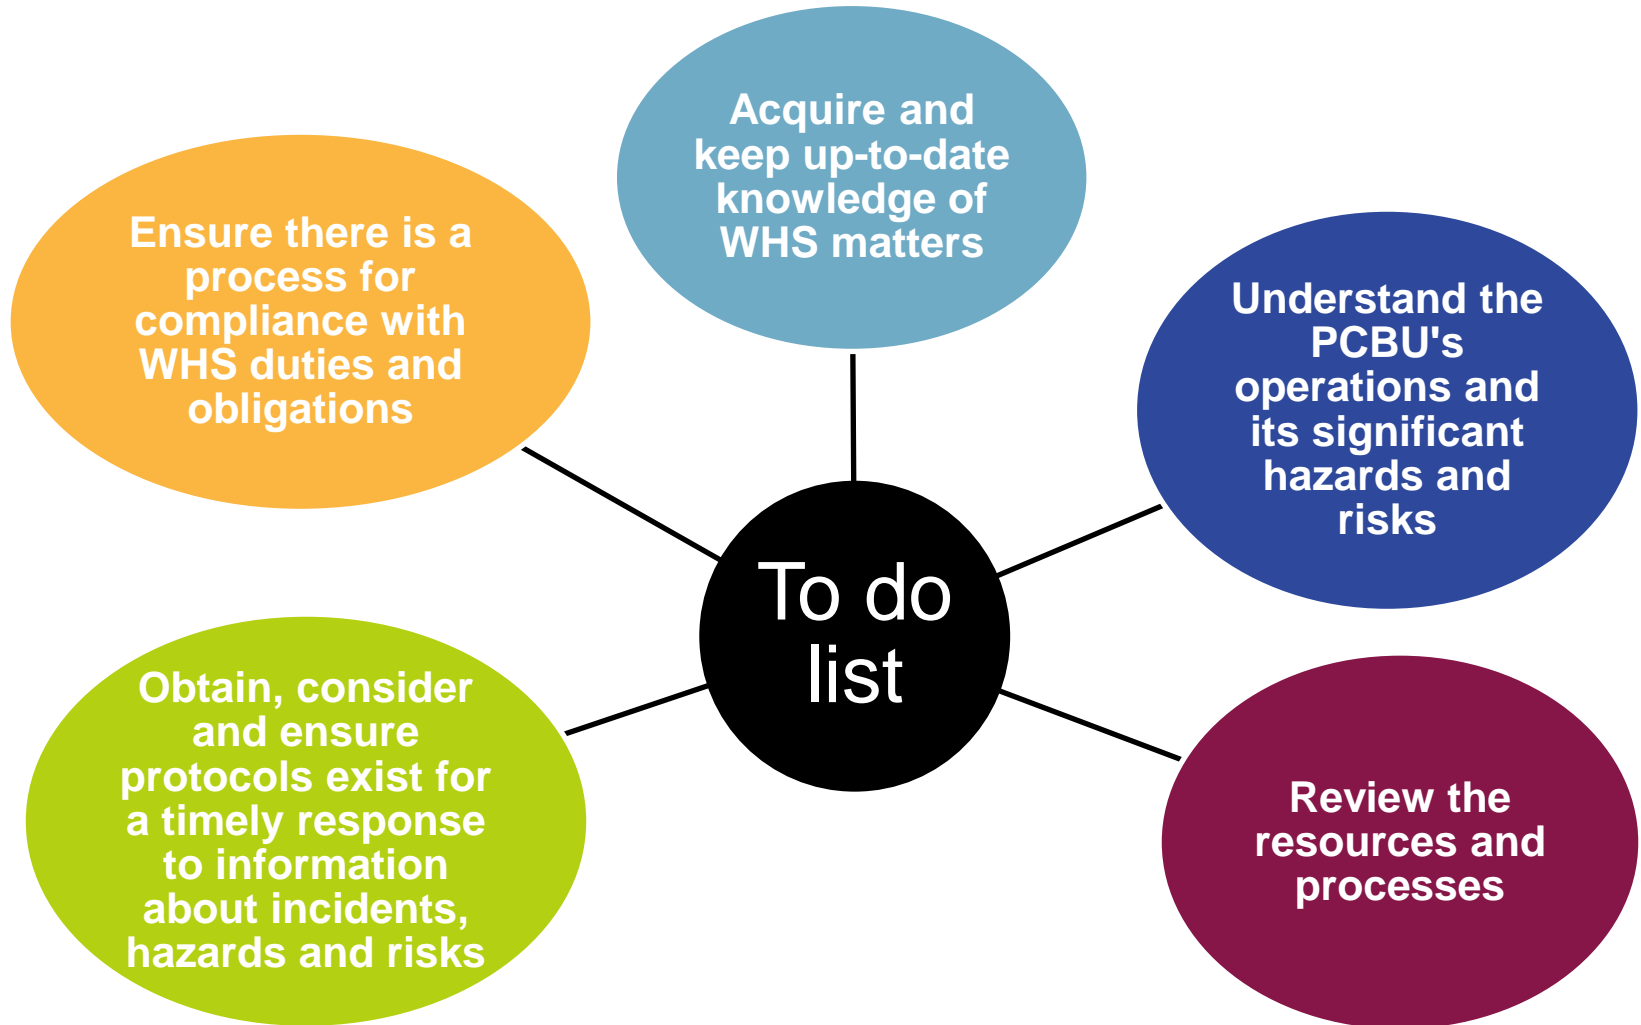 Acquire and
keep up-to-date
knowledge of
WHS matters
Ensure there is a
process for
compliance with
WHS duties and
obligations
Understand the
PCBU's
operations and
its significant
hazards and
risks
To do
list
Obtain, consider
and ensure
protocols exist for
a timely response
to information
about incidents,
hazards and risks
Review the
resources and
processes